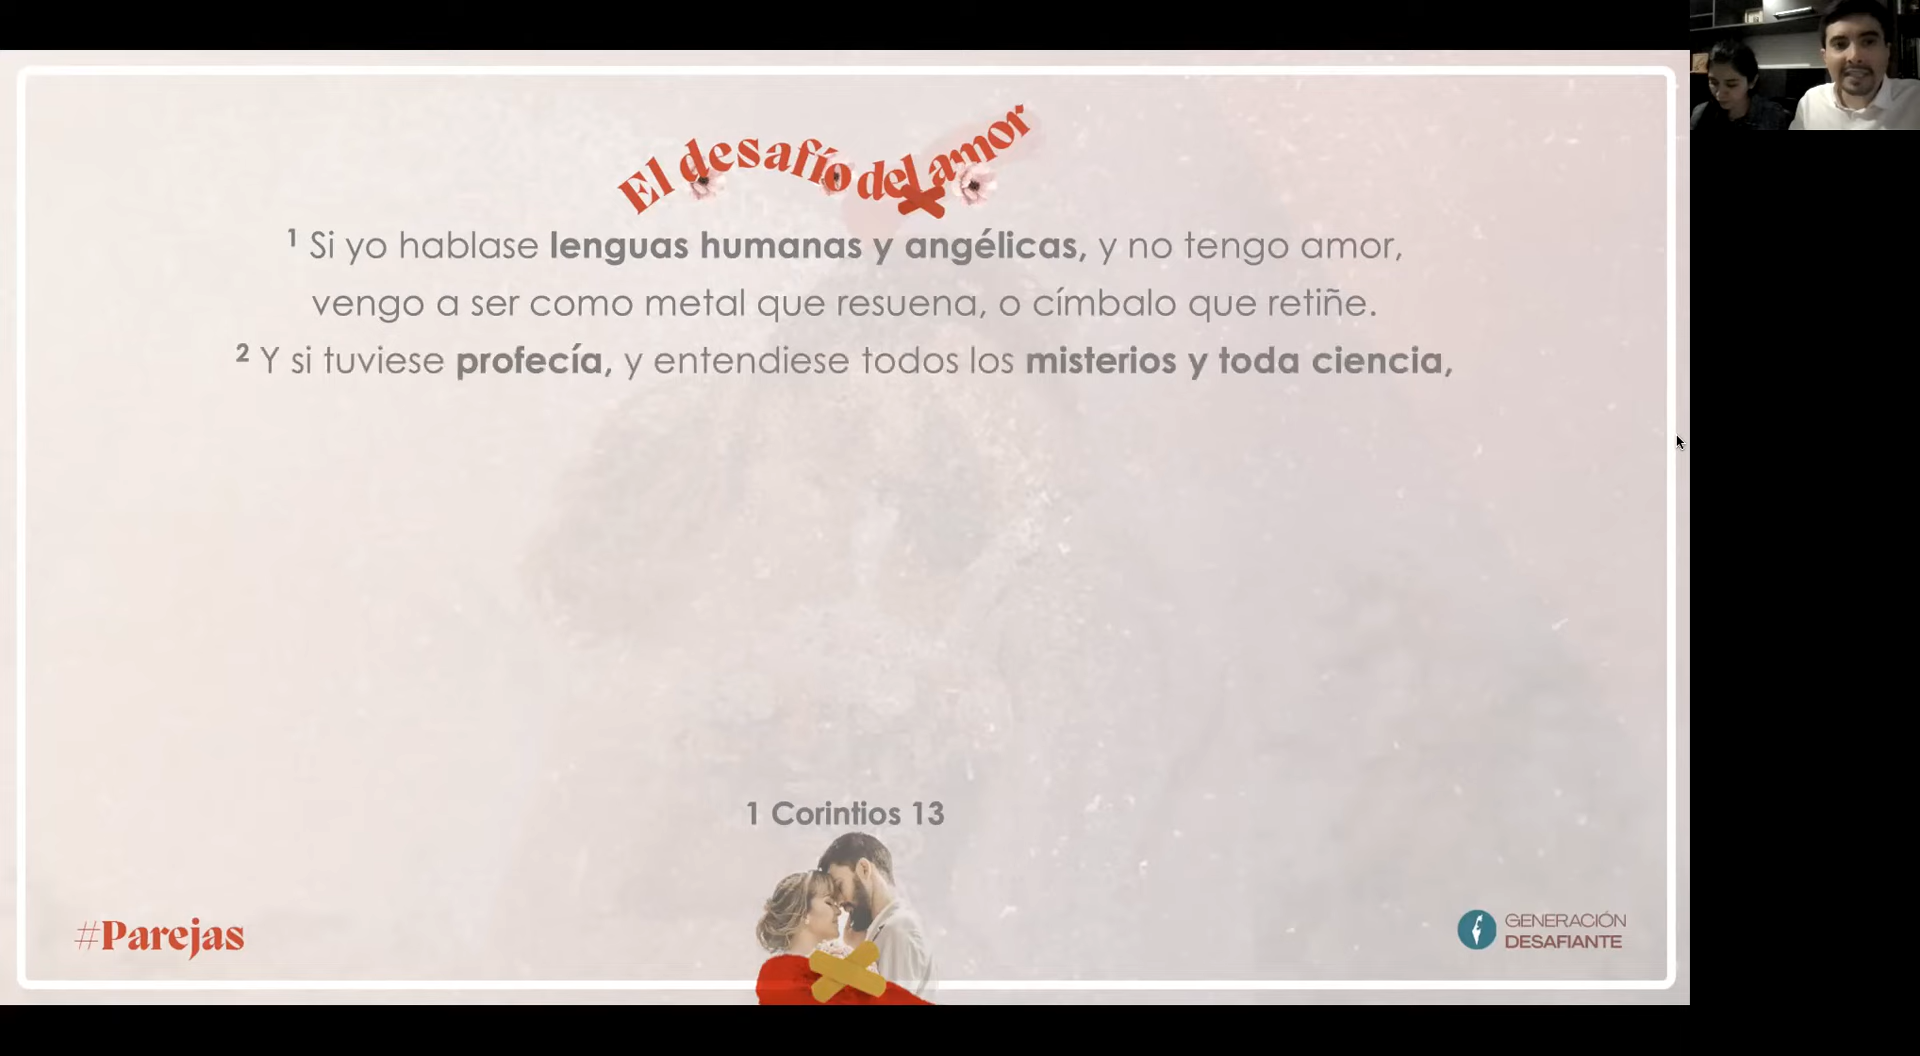 El desafío del amor
¹ Si yo hablase lenguas humanas y angélicas, y no tengo amor,
vengo a ser como metal que resuena, o címbalo que retiñe.
² Y si tuviese profecía, y entendiese todos los misterios y toda ciencia,
1 Corintios 13
#Parejas
GENERACIÓN
DESAFIANTE